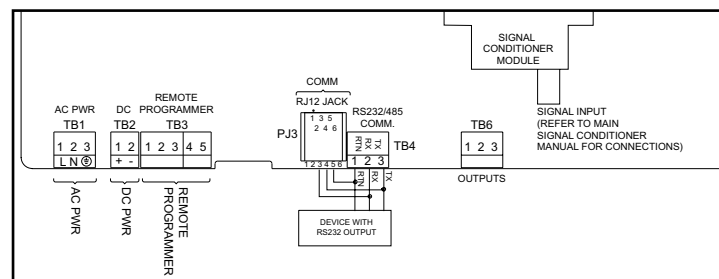 SIGNAL
CONDITIONER
MODULE
SIGNAL INPUT
(REFER TO MAIN
SIGNAL CONDITIONER
MANUAL FOR CONNECTIONS)
COMM
RJ12 JACK
1 3 5
2 4 6
PJ3
1 2 3 4 5 6
RS232/485
COMM.
RTN
RX
TX
TB4
1 2 3
RTN
RX
TX
DEVICE WITH
RS232 OUTPUT
AC PWR
TB1
1 2 3
L N
AC PWR
DC
TB2
1 2
+ -
DC PWR
REMOTE
PROGRAMMER
TB3
1 2 3 4 5
REMOTE
PROGRAMMER
TB6
1 2 3
OUTPUTS